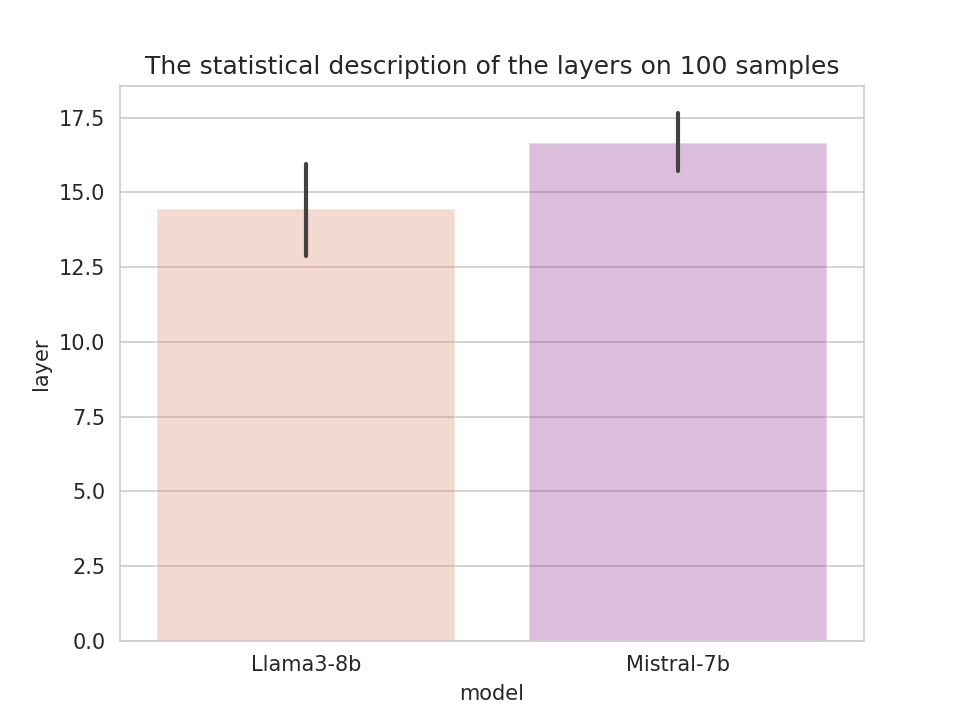 The statistical description of the layers on 100 samples
17.5
15.0
12.5
10.0
7.5
5.0
2.5
0.0
layer
Llama3-8b Mistral-7b
model